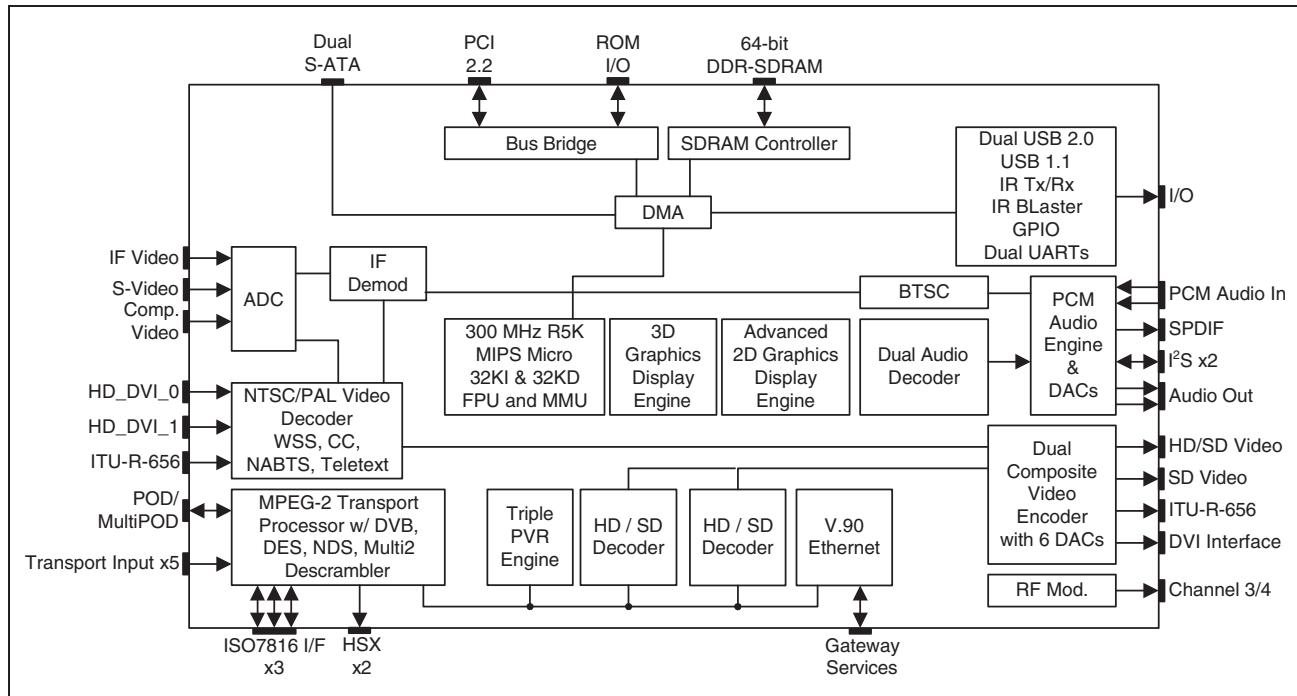 Dual
S-ATA
PCI
2.2
ROM
I/O
64-bit
DDR-SDRAM
Bus Bridge
SDRAM Controller
Dual USB 2.0
USB 1.1
IR Tx/Rx
IR BLaster
GPIO
Dual UARTs
I/O
DMA
IF Video
S-Video
Comp.
Video
ADC
IF
Demod
BTSC
PCM
Audio
Engine
&
DACs
PCM Audio In
SPDIF
I²S x2
Audio Out
300 MHz R5K
MIPS Micro
32KI & 32KD
FPU and MMU
3D
Graphics
Display
Engine
Advanced
2D Graphics
Display
Engine
Dual Audio
Decoder
HD_DVI_0
HD_DVI_1
ITU-R-656
NTSC/PAL Video
Decoder
WSS, CC,
NABTS, Teletext
Dual
Composite
Video
Encoder
with 6 DACs
HD/SD Video
SD Video
ITU-R-656
DVI Interface
POD/
MultiPOD
Transport Input x5
MPEG-2 Transport
Processor w/ DVB,
DES, NDS, Multi2
Descrambler
Triple
PVR
Engine
HD / SD
Decoder
HD / SD
Decoder
V.90
Ethernet
RF Mod.
Channel 3/4
ISO7816 I/F
x3
HSX
x2
Gateway
Services